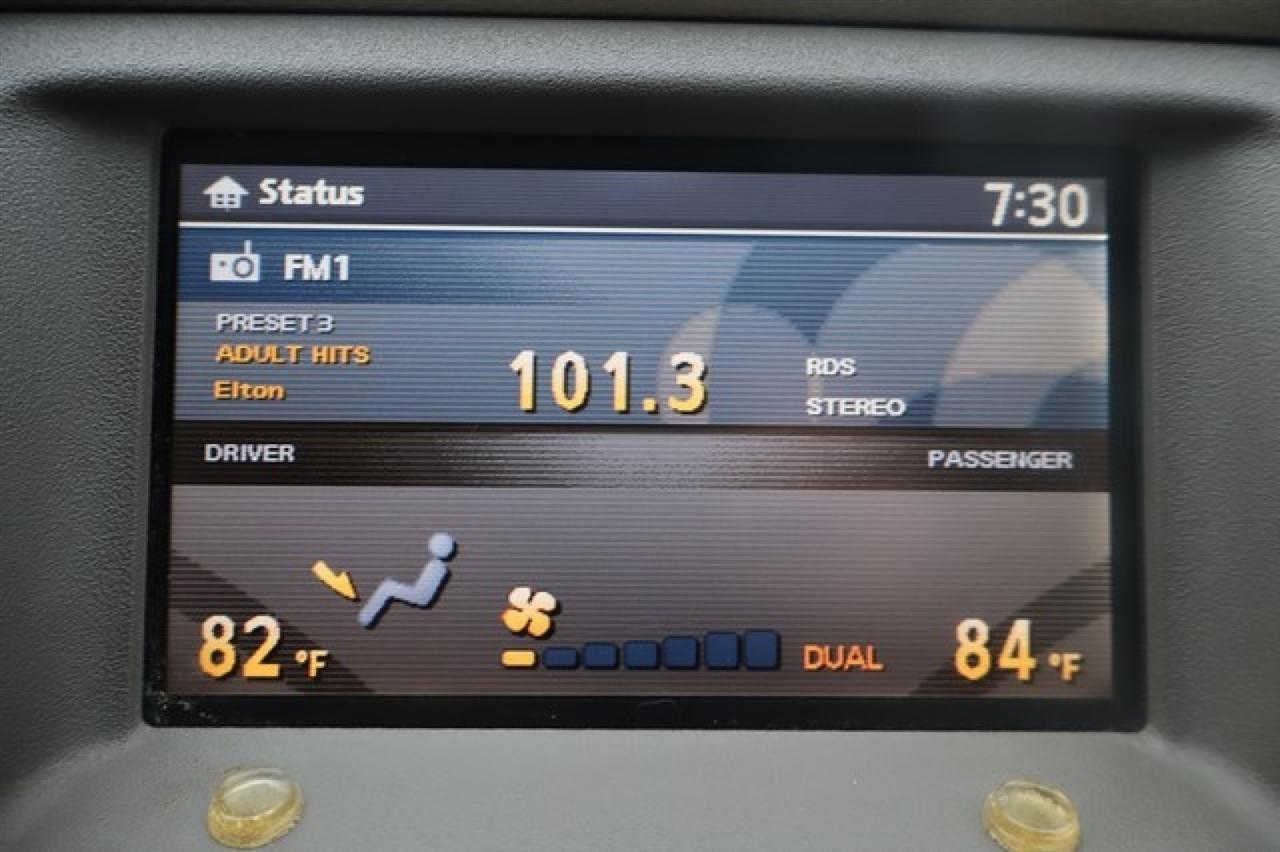 Status
7:30
FM1
PRESET 3
ADULT HITS
Elton
101.3
RDS
STEREO
DRIVER
PASSENGER
82 °F
DUAL
84 °F